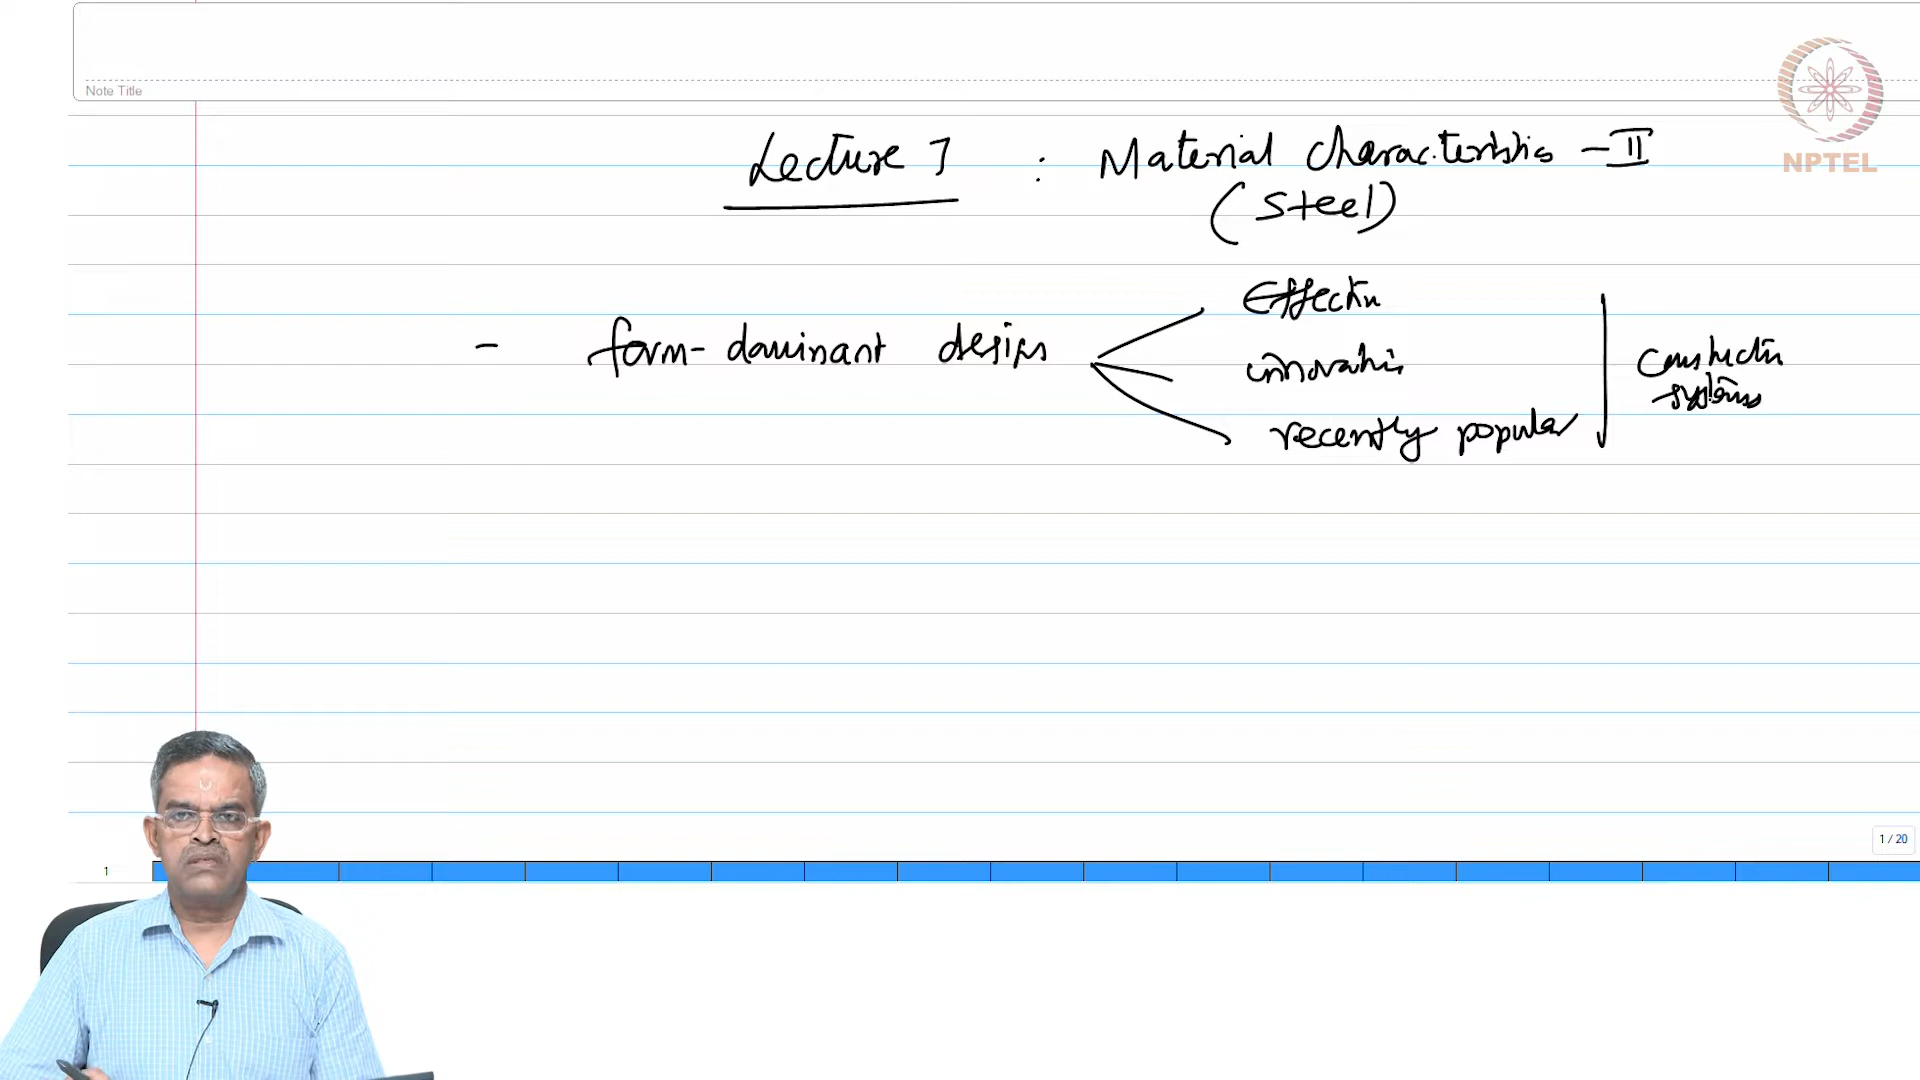 Note Title
NPTEL
Lecture 7 : Material characteristics - II
(Steel)
- form-dominant design
Effective
innovative
recently popular
Construction
systems
1 / 20
1